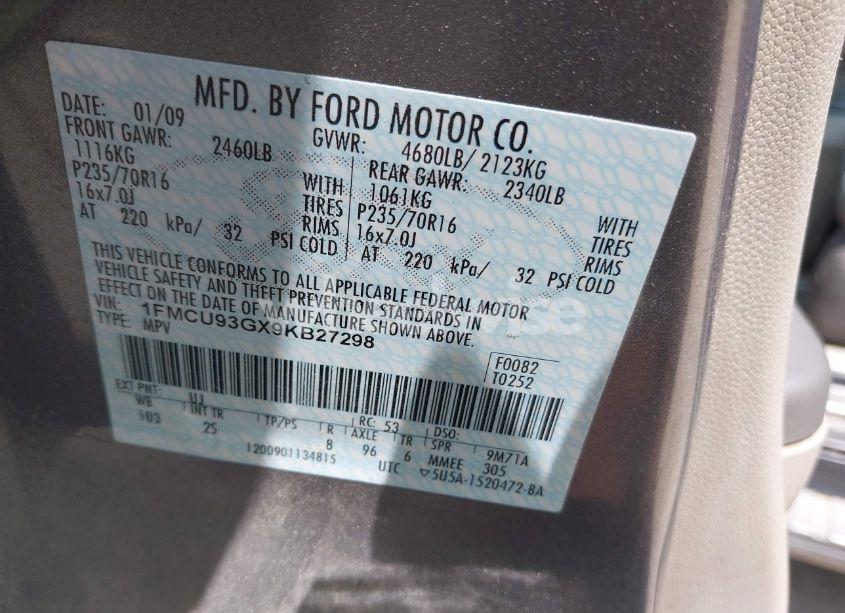 MFD. BY FORD MOTOR CO.
DATE: 01/09 GVWR: 4680LB/ 2123KG
FRONT GAWR: 2460LB REAR GAWR: 2340LB
1116KG WITH 1061KG WITH
P235/70R16 TIRES P235/70R16 TIRES
16x7.0J RIMS 16x7.0J RIMS
AT 220 kPa/ 32 PSI COLD AT 220 kPa/ 32 PSI COLD
THIS VEHICLE CONFORMS TO ALL APPLICABLE FEDERAL MOTOR
VEHICLE SAFETY AND THEFT PREVENTION STANDARDS IN
EFFECT ON THE DATE OF MANUFACTURE SHOWN ABOVE.
VIN: 1FMCU93GX9KB27298
TYPE: MPV
F0082
T0252
EXT PNT: UJ RC: 53 DSO:
WB INT TR TP/PS R AXLE TR SPR 9M71A
103 2S 8 96 6 MMEE 305
1200901134815 UTC ▽5U5A-1520472-BA